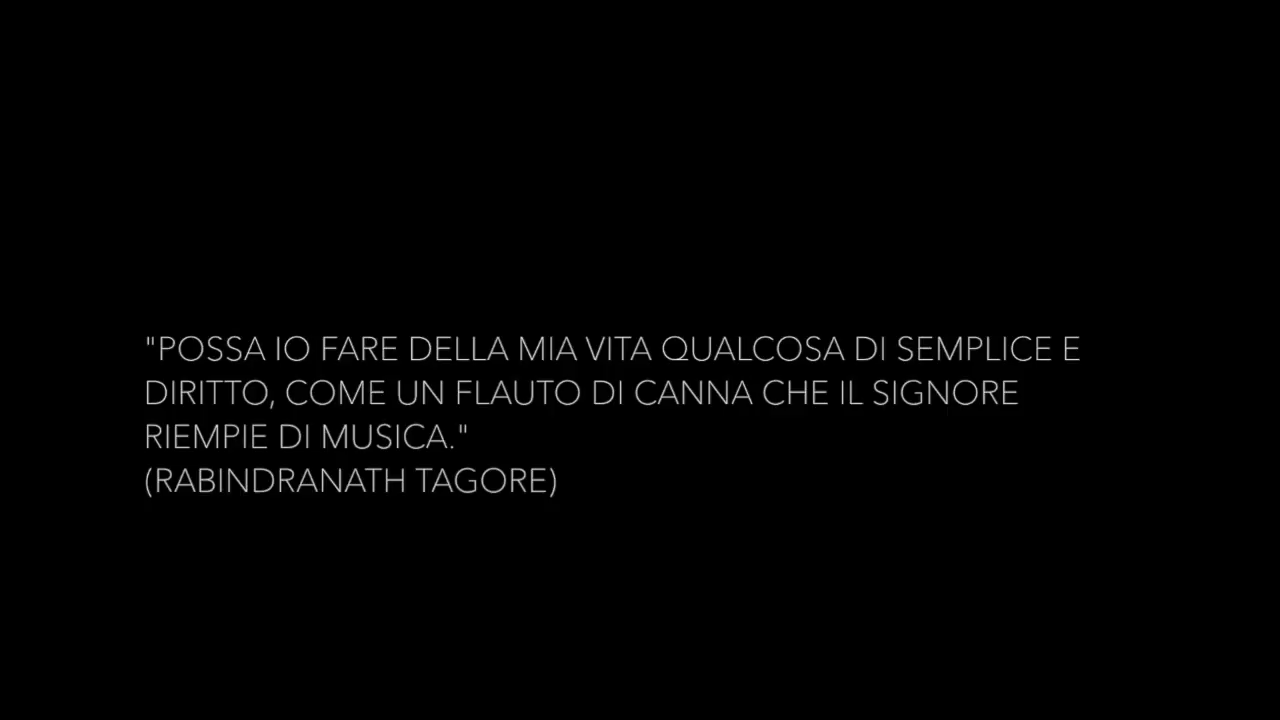 "POSSA IO FARE DELLA MIA VITA QUALCOSA DI SEMPLICE E
DIRITTO, COME UN FLAUTO DI CANNA CHE IL SIGNORE
RIEMPIE DI MUSICA."
(RABINDRANATH TAGORE)